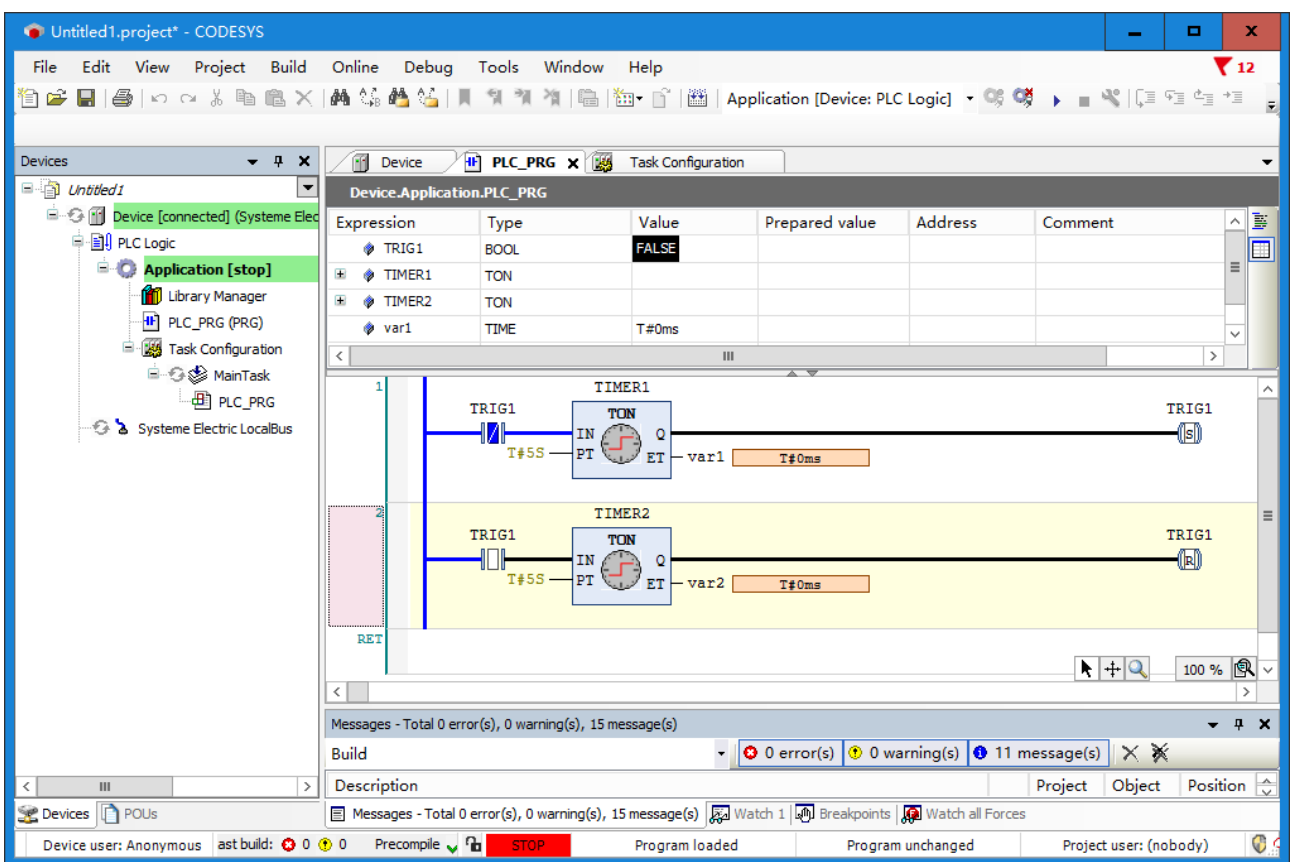 Untitled1.project* - CODESYS
File Edit View Project Build Online Debug Tools Window Help
12
Application [Device: PLC Logic]
Devices
Untitled1
Device [connected] (Systeme Elec
PLC Logic
Application [stop]
Library Manager
PLC_PRG (PRG)
Task Configuration
MainTask
PLC_PRG
Systeme Electric LocalBus
Devices POUs
Device PLC_PRG Task Configuration
Device.Application.PLC_PRG
Expression Type Value Prepared value Address Comment
TRIG1 BOOL FALSE
TIMER1 TON
TIMER2 TON
var1 TIME T#0ms
1
TIMER1
TRIG1 TON TRIG1
IN Q S
T#5S PT ET var1 T#0ms
2
TIMER2
TRIG1 TON TRIG1
IN Q R
T#5S PT ET var2 T#0ms
RET
100 %
Messages - Total 0 error(s), 0 warning(s), 15 message(s)
Build 0 error(s) 0 warning(s) 11 message(s)
Description Project Object Position
Messages - Total 0 error(s), 0 warning(s), 15 message(s) Watch 1 Breakpoints Watch all Forces
Device user: Anonymous ast build: 0 0 Precompile STOP Program loaded Program unchanged Project user: (nobody)